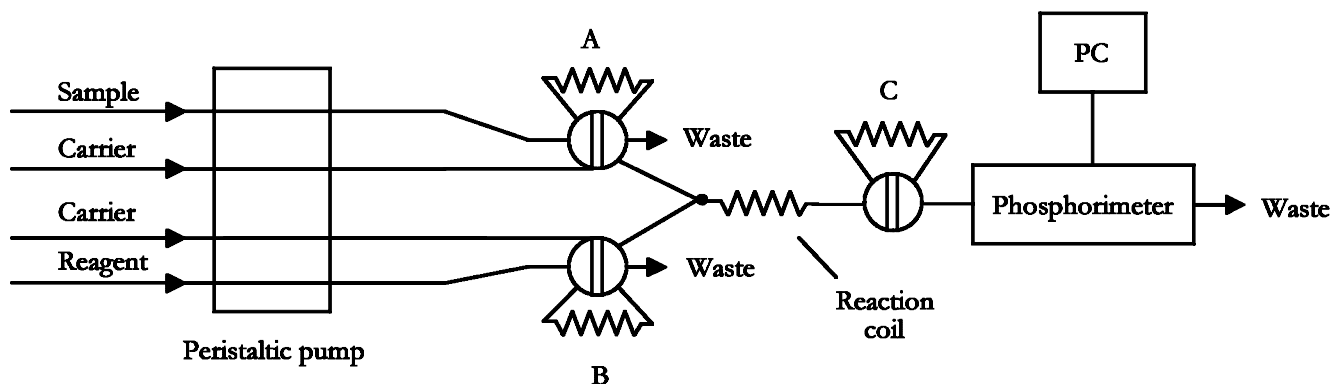 A
PC
Sample
C
Waste
Carrier
Carrier
Phosphorimeter
Waste
Reagent
Waste
Reaction
coil
Peristaltic pump
B